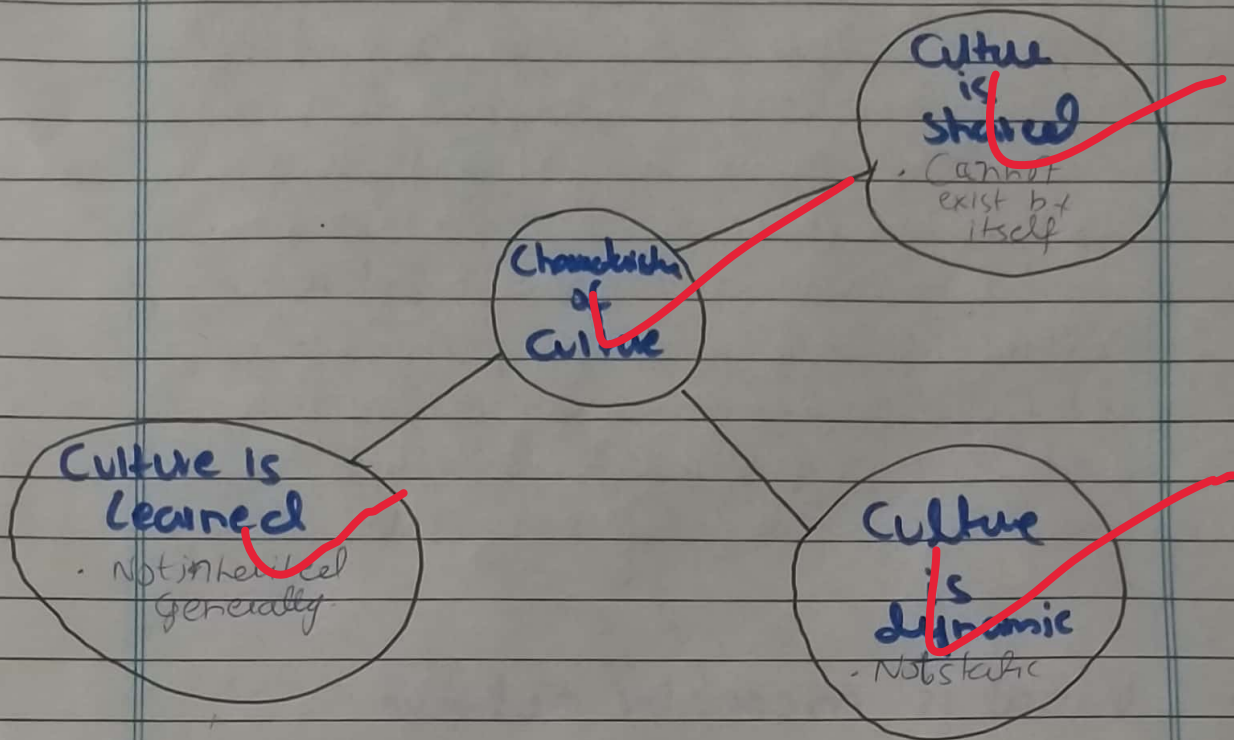 Culture
is
shared
. Cannot
exist by
itself
Characteristics
of
Culture
Culture is
learned
. Not inherited
generally.
Culture
is
dynamic
. Not static